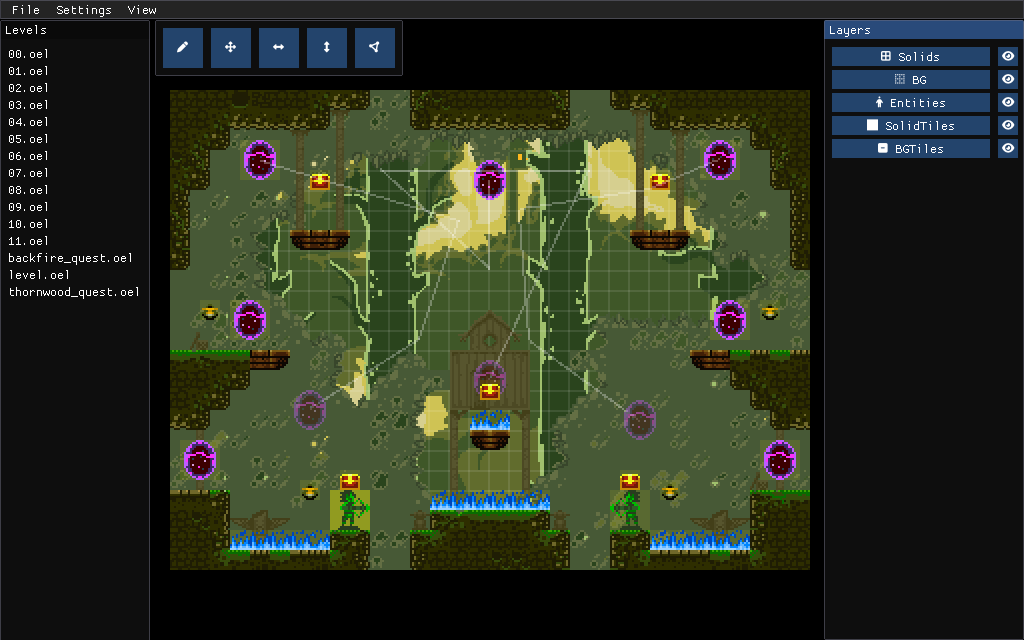 File Settings View
Levels
00.oel
01.oel
02.oel
03.oel
04.oel
05.oel
06.oel
07.oel
08.oel
09.oel
10.oel
11.oel
backfire_quest.oel
level.oel
thornwood_quest.oel
Layers
Solids
BG
Entities
SolidTiles
BGTiles